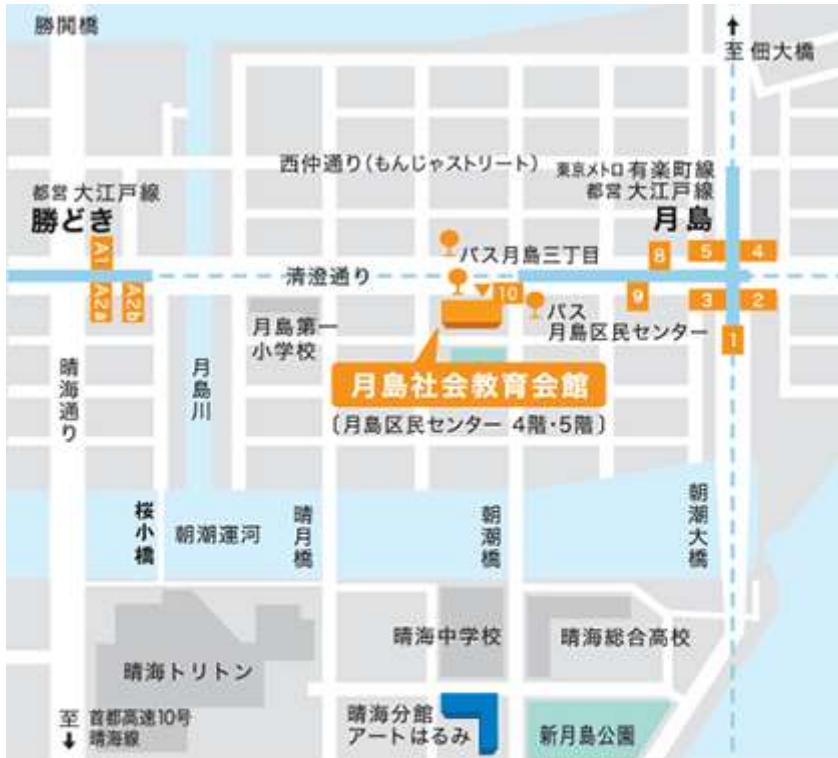 勝閧橋
至 佃大橋
西仲通り(もんじゃストリート)
東京メトロ 有楽町線
都営 大江戸線
月島
都営 大江戸線
勝どき
A1
A2a
A2b
清澄通り
バス月島三丁目
8
5
4
10
9
3
2
1
バス
月島区民センター
月島第一
小学校
月島社会教育会館
〔月島区民センター 4階・5階〕
晴海通り
月島川
桜小橋
朝潮運河
晴月橋
朝潮橋
朝潮大橋
晴海中学校
晴海総合高校
晴海トリトン
至 首都高速10号
晴海線
晴海分館
アートはるみ
新月島公園